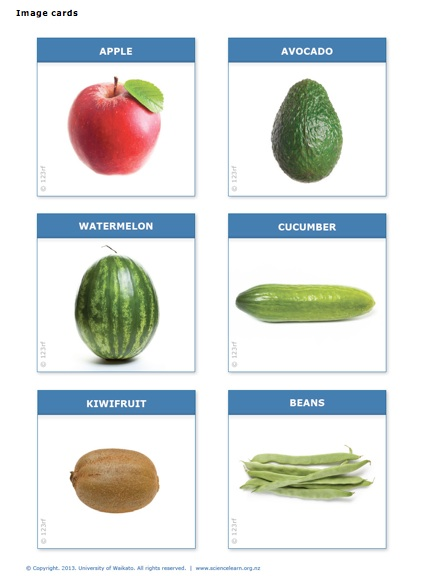 Image cards
APPLE
AVOCADO
© 123rf
© 123rf
WATERMELON
CUCUMBER
© 123rf
© 123rf
KIWIFRUIT
BEANS
© 123rf
© 123rf
© Copyright. 2013. University of Waikato. All rights reserved. | www.sciencelearn.org.nz